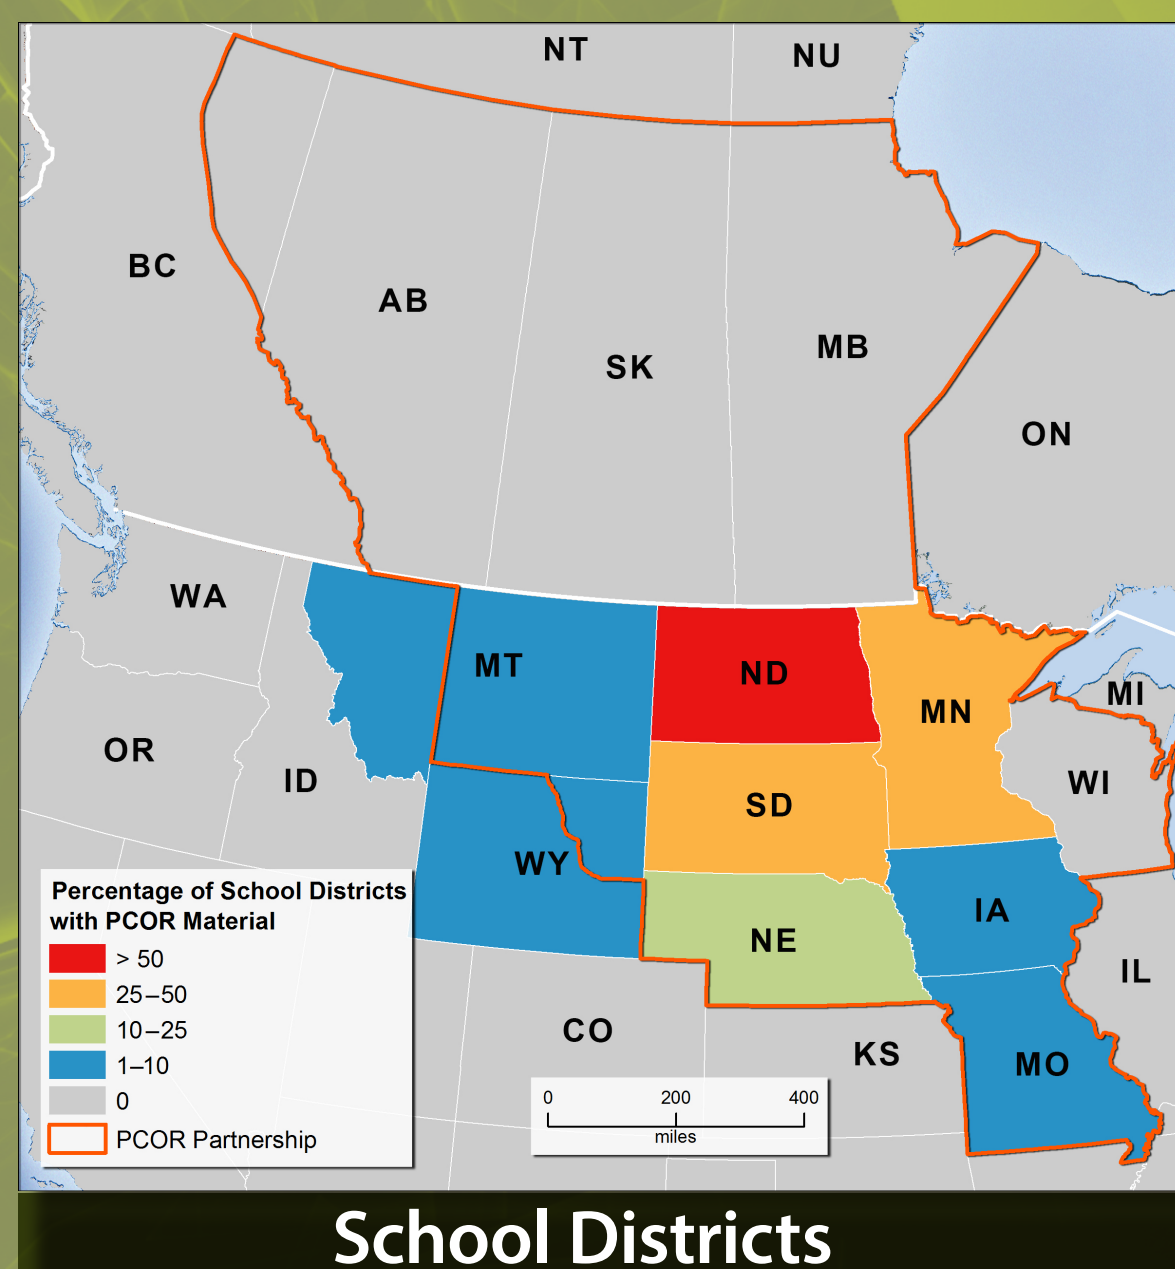 NT
NU
BC
AB
SK
MB
ON
WA
MT
ND
MN
MI
OR
ID
SD
WI
WY
IA
NE
IL
CO
KS
MO
Percentage of School Districts
with PCOR Material
> 50
25–50
10–25
1–10
0
PCOR Partnership
0 200 400
miles
School Districts